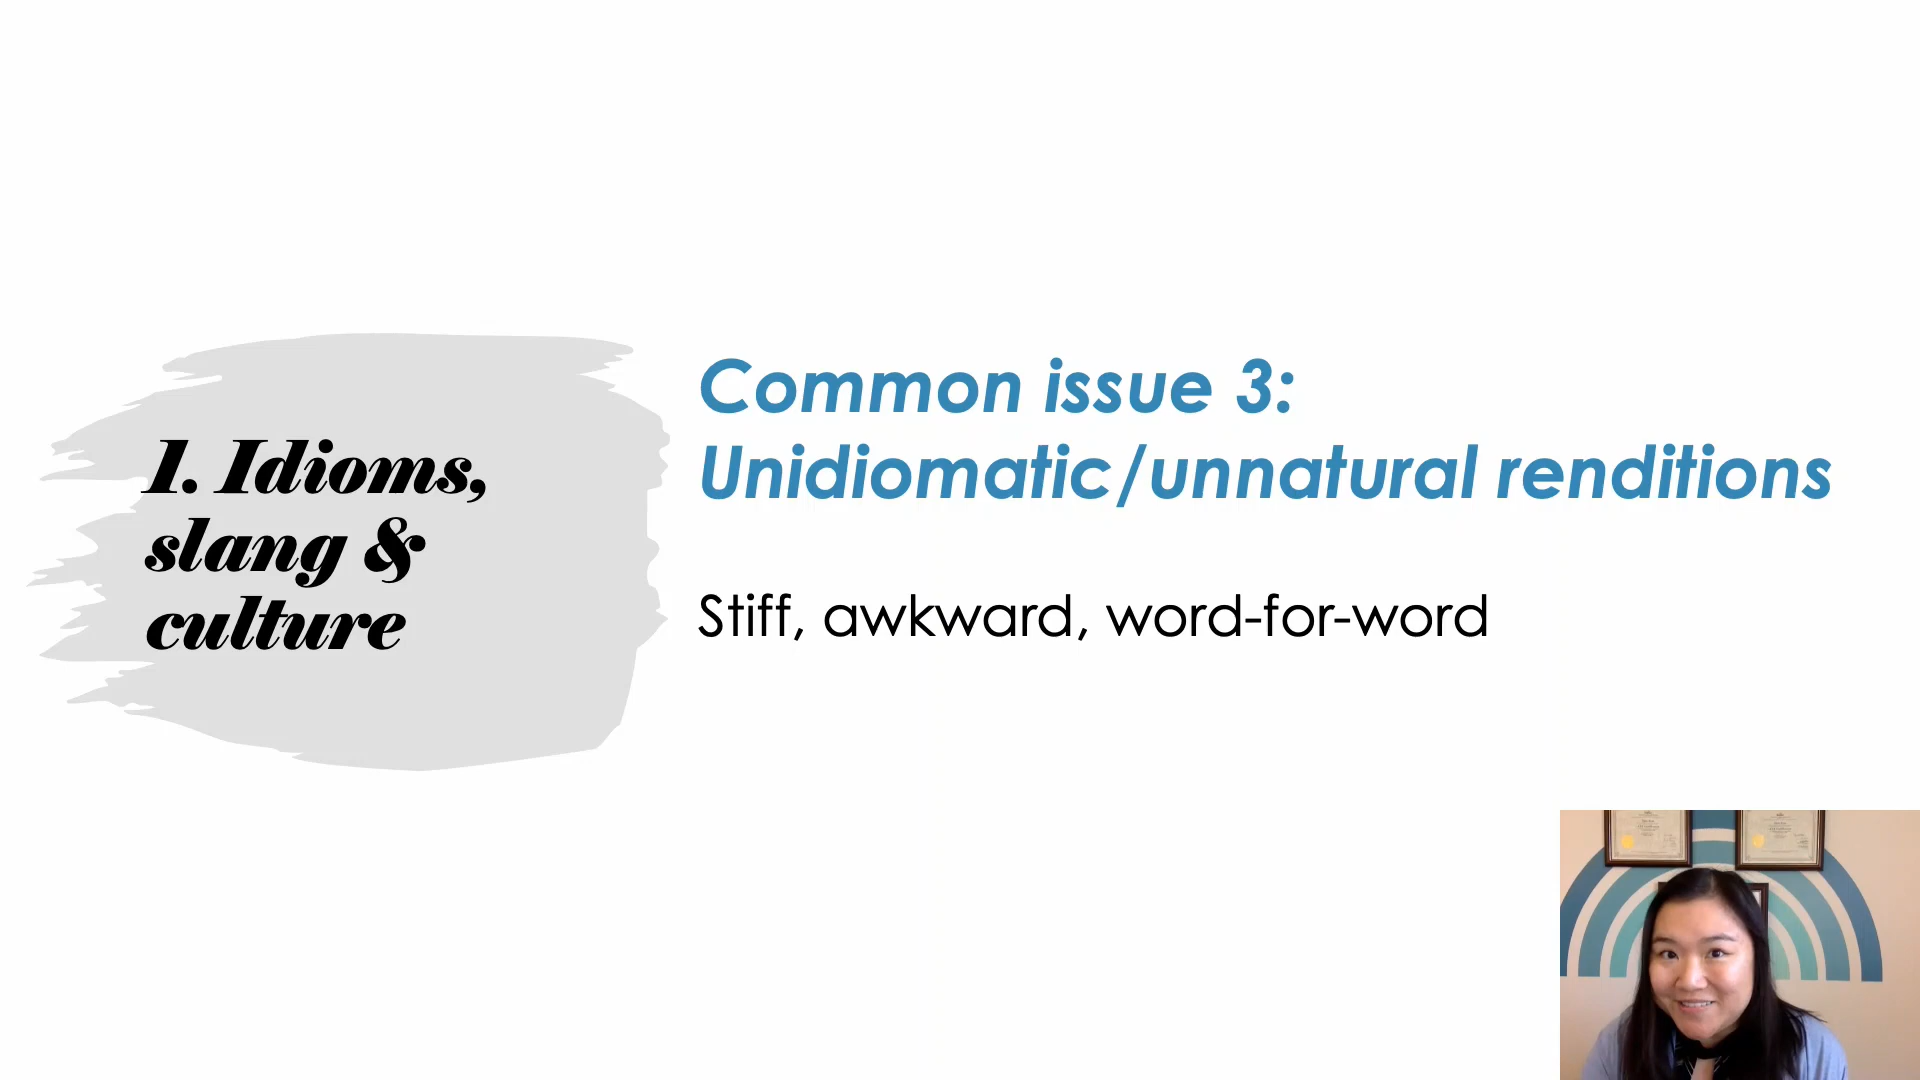 1. Idioms,
slang &
culture
Common issue 3:
Unidiomatic/unnatural renditions
Stiff, awkward, word-for-word